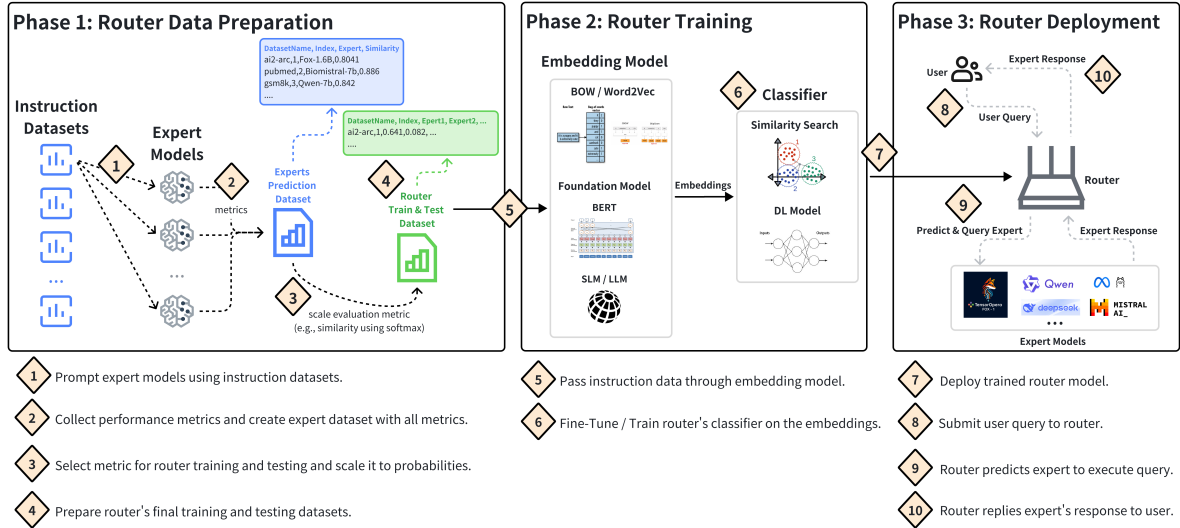 Phase 1: Router Data Preparation
DatasetName, Index, Expert, Similarity
ai2-arc,1,Fox-1.6B,0.8041
pubmed,2,Biomistral-7b,0.886
gsm8k,3,Qwen-7b,0.842
....
DatasetName, Index, Epert1, Expert2, ...
ai2-arc,1,0.641,0.082, ...
....
Instruction
Datasets
...
Expert
Models
...
1
2
metrics
Experts
Prediction
Dataset
3
scale evaluation metric
(e.g., similarity using softmax)
4
Router
Train & Test
Dataset
5
Phase 2: Router Training
Embedding Model
BOW / Word2Vec
Foundation Model
BERT
SLM / LLM
Embeddings
6
Classifier
Similarity Search
1
2
3
DL Model
Inputs
Outputs
7
Phase 3: Router Deployment
User
Expert Response
10
8
User Query
Router
9
Predict & Query Expert
Expert Response
TensorOpera
FOX - 1
Qwen
deepseek
MISTRAL
AI_
...
Expert Models
1 Prompt expert models using instruction datasets.
2 Collect performance metrics and create expert dataset with all metrics.
3 Select metric for router training and testing and scale it to probabilities.
4 Prepare router's final training and testing datasets.
5 Pass instruction data through embedding model.
6 Fine-Tune / Train router's classifier on the embeddings.
7 Deploy trained router model.
8 Submit user query to router.
9 Router predicts expert to execute query.
10 Router replies expert's response to user.